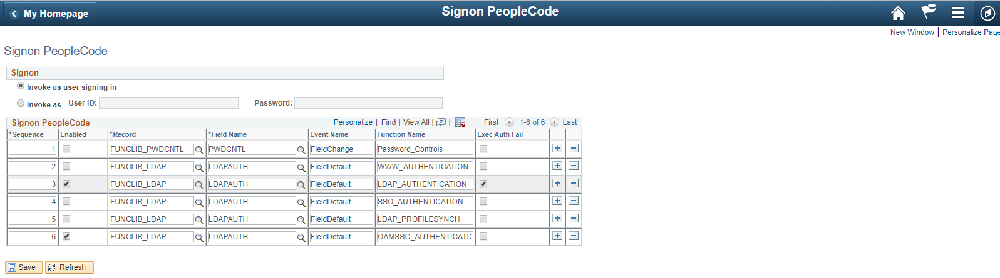 My Homepage
Signon PeopleCode
New Window | Personalize Page
Signon PeopleCode
Signon
Invoke as user signing in
Invoke as User ID: Password:
Signon PeopleCode Personalize | Find | View All | | First 1-6 of 6 Last
*Sequence Enabled *Record *Field Name Event Name Function Name Exec Auth Fail
1 FUNCLIB_PWDCNTL PWDCNTL FieldChange Password_Controls
2 FUNCLIB_LDAP LDAPAUTH FieldDefault WWW_AUTHENTICATION
3 FUNCLIB_LDAP LDAPAUTH FieldDefault LDAP_AUTHENTICATION
4 FUNCLIB_LDAP LDAPAUTH FieldDefault SSO_AUTHENTICATION
5 FUNCLIB_LDAP LDAPAUTH FieldDefault LDAP_PROFILESYNCH
6 FUNCLIB_LDAP LDAPAUTH FieldDefault OAMSSO_AUTHENTICATIC
Save Refresh